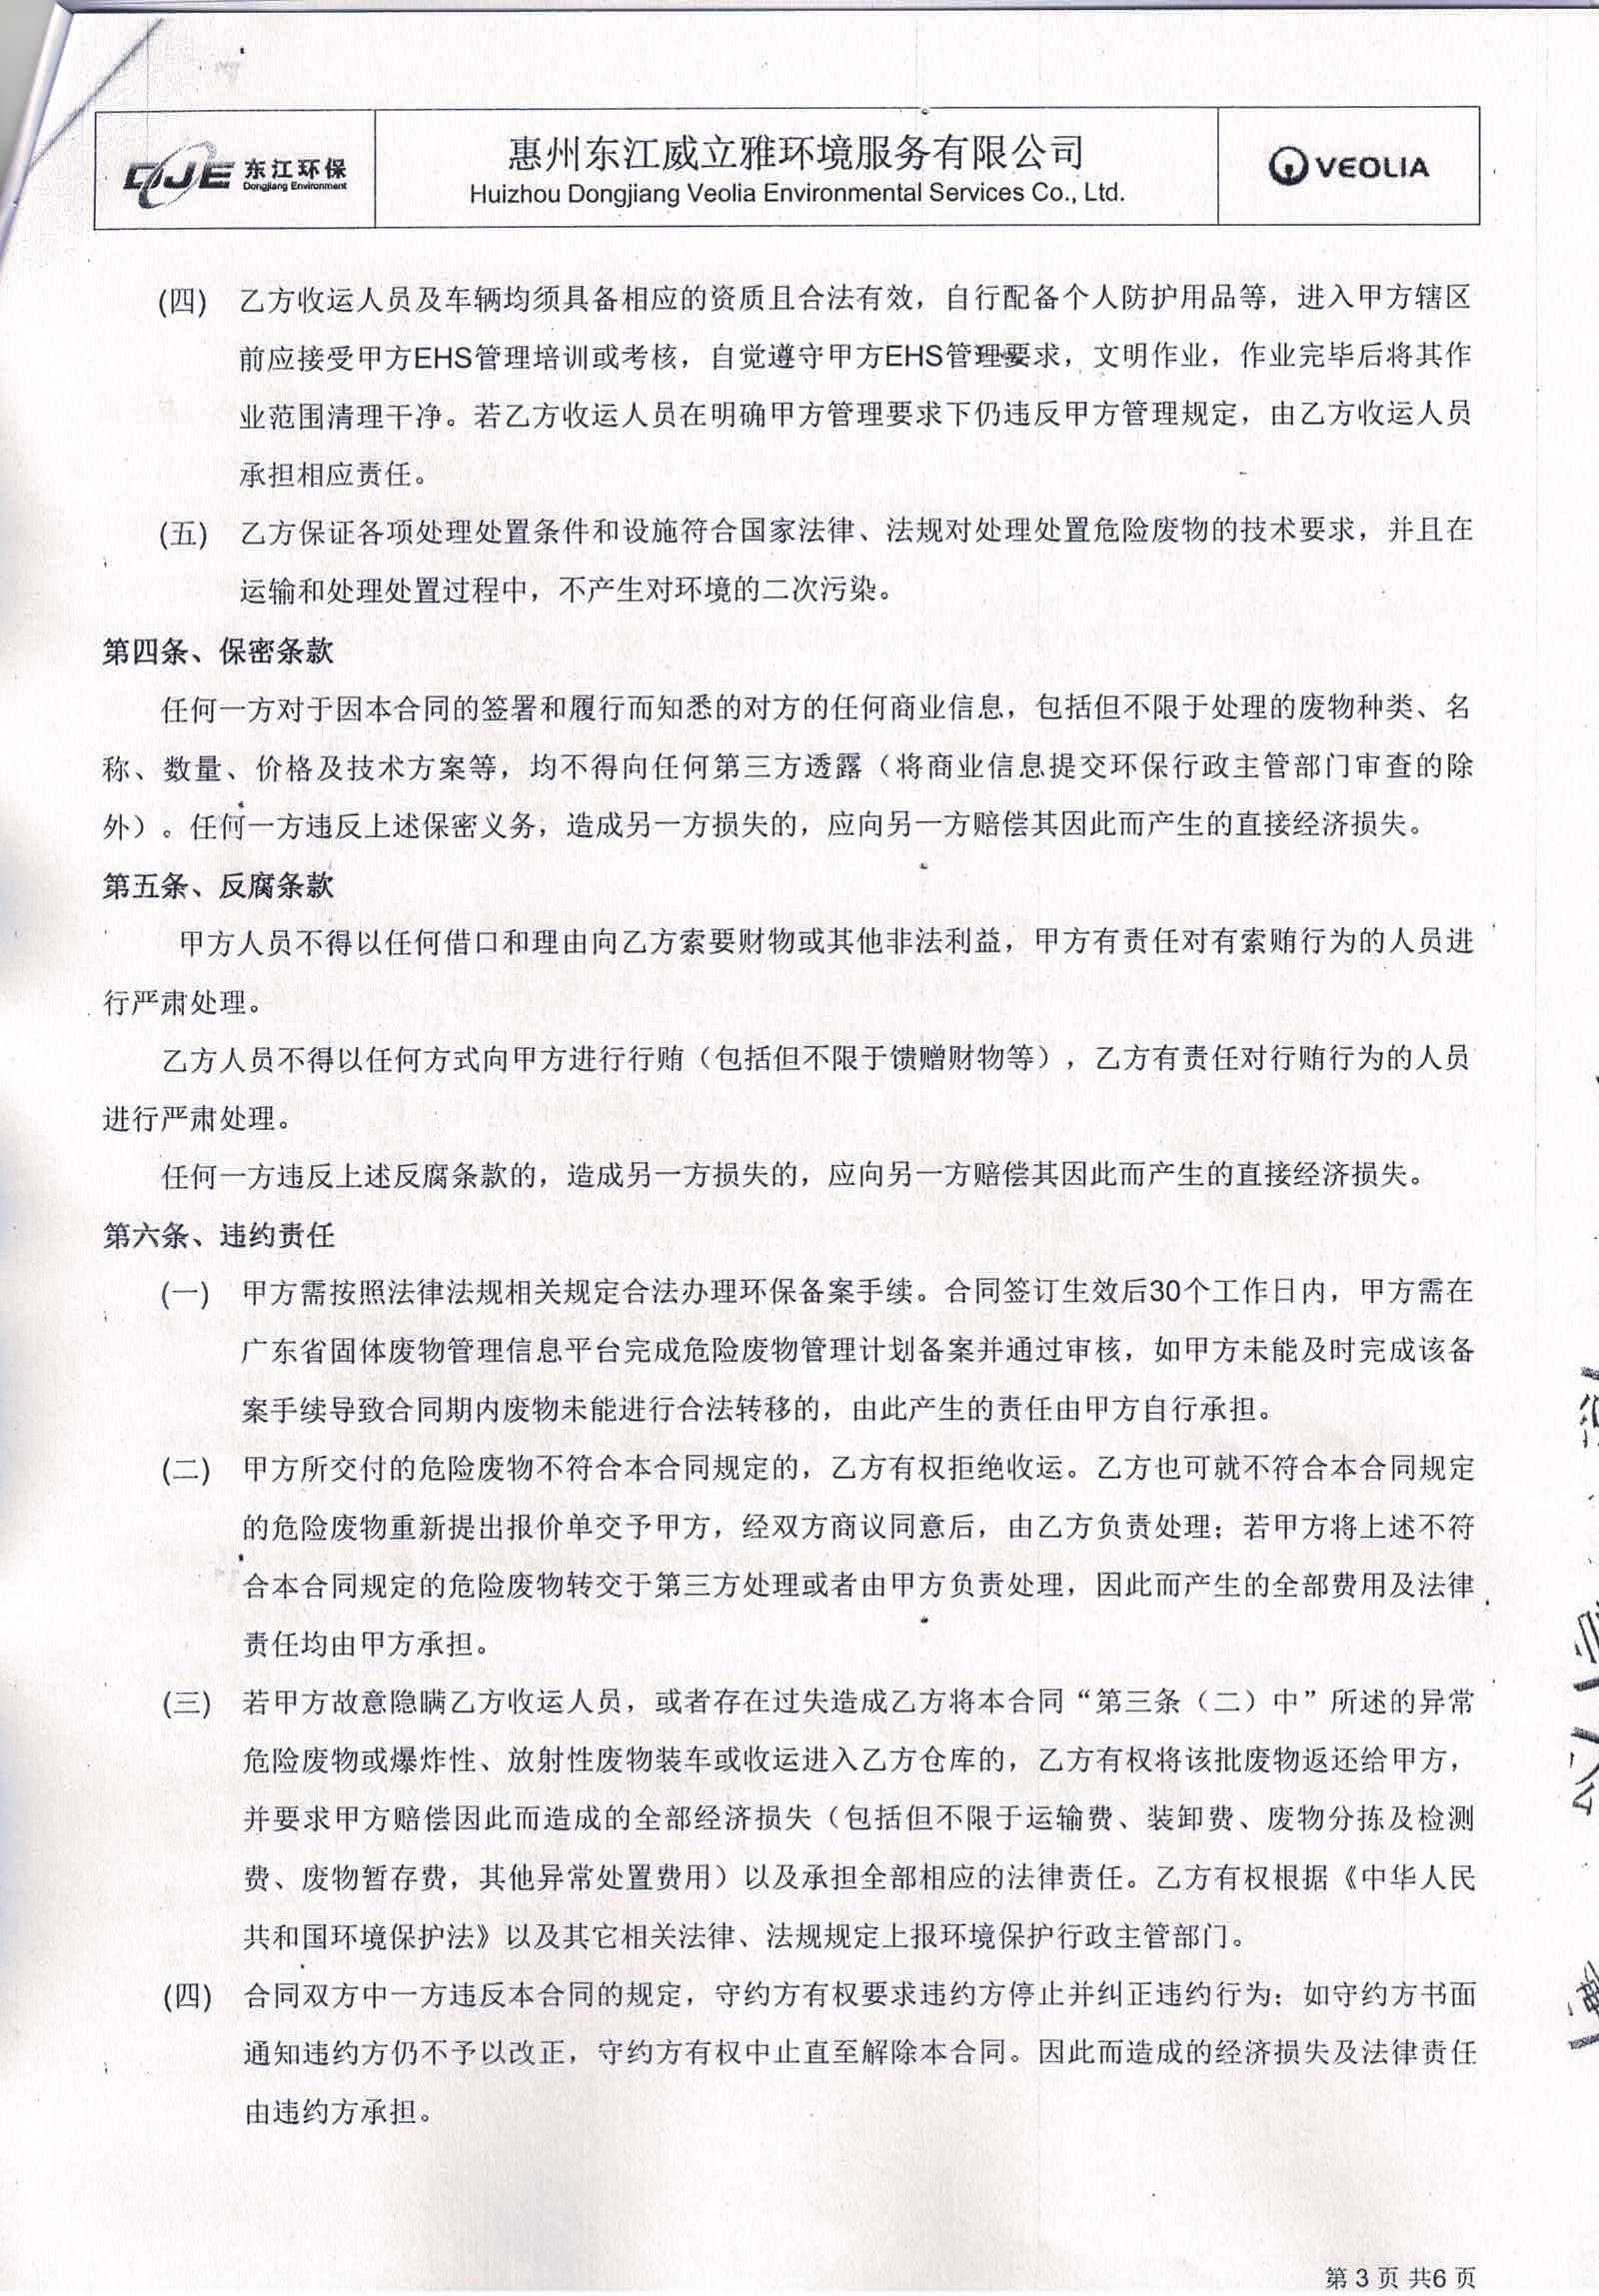 DJE 东江环保
Dongjiang Environment
惠州东江威立雅环境服务有限公司
Huizhou Dongjiang Veolia Environmental Services Co., Ltd.
VEOLIA
(四) 乙方收运人员及车辆均须具备相应的资质且合法有效，自行配备个人防护用品等，进入甲方辖区
前应接受甲方EHS管理培训或考核，自觉遵守甲方EHS管理要求，文明作业，作业完毕后将其作
业范围清理干净。若乙方收运人员在明确甲方管理要求下仍违反甲方管理规定，由乙方收运人员
承担相应责任。
(五) 乙方保证各项处理处置条件和设施符合国家法律、法规对处理处置危险废物的技术要求，并且在
运输和处理处置过程中，不产生对环境的二次污染。
第四条、保密条款
任何一方对于因本合同的签署和履行而知悉的对方的任何商业信息，包括但不限于处理的废物种类、名
称、数量、价格及技术方案等，均不得向任何第三方透露（将商业信息提交环保行政主管部门审查的除
外）。任何一方违反上述保密义务，造成另一方损失的，应向另一方赔偿其因此而产生的直接经济损失。
第五条、反腐条款
甲方人员不得以任何借口和理由向乙方索要财物或其他非法利益，甲方有责任对有索贿行为的人员进
行严肃处理。
乙方人员不得以任何方式向甲方进行行贿（包括但不限于馈赠财物等），乙方有责任对行贿行为的人员
进行严肃处理。
任何一方违反上述反腐条款的，造成另一方损失的，应向另一方赔偿其因此而产生的直接经济损失。
第六条、违约责任
(一) 甲方需按照法律法规相关规定合法办理环保备案手续。合同签订生效后30个工作日内，甲方需在
广东省固体废物管理信息平台完成危险废物管理计划备案并通过审核，如甲方未能及时完成该备
案手续导致合同期内废物未能进行合法转移的，由此产生的责任由甲方自行承担。
(二) 甲方所交付的危险废物不符合本合同规定的，乙方有权拒绝收运。乙方也可就不符合本合同规定
的危险废物重新提出报价单交予甲方，经双方商议同意后，由乙方负责处理；若甲方将上述不符
合本合同规定的危险废物转交于第三方处理或者由甲方负责处理，因此而产生的全部费用及法律
责任均由甲方承担。
(三) 若甲方故意隐瞒乙方收运人员，或者存在过失造成乙方将本合同“第三条（二）中”所述的异常
危险废物或爆炸性、放射性废物装车或收运进入乙方仓库的，乙方有权将该批废物返还给甲方，
并要求甲方赔偿因此而造成的全部经济损失（包括但不限于运输费、装卸费、废物分拣及检测
费、废物暂存费，其他异常处置费用）以及承担全部相应的法律责任。乙方有权根据《中华人民
共和国环境保护法》以及其它相关法律、法规规定上报环境保护行政主管部门。
(四) 合同双方中一方违反本合同的规定，守约方有权要求违约方停止并纠正违约行为；如守约方书面
通知违约方仍不予以改正，守约方有权中止直至解除本合同。因此而造成的经济损失及法律责任
由违约方承担。
第 3 页 共6 页